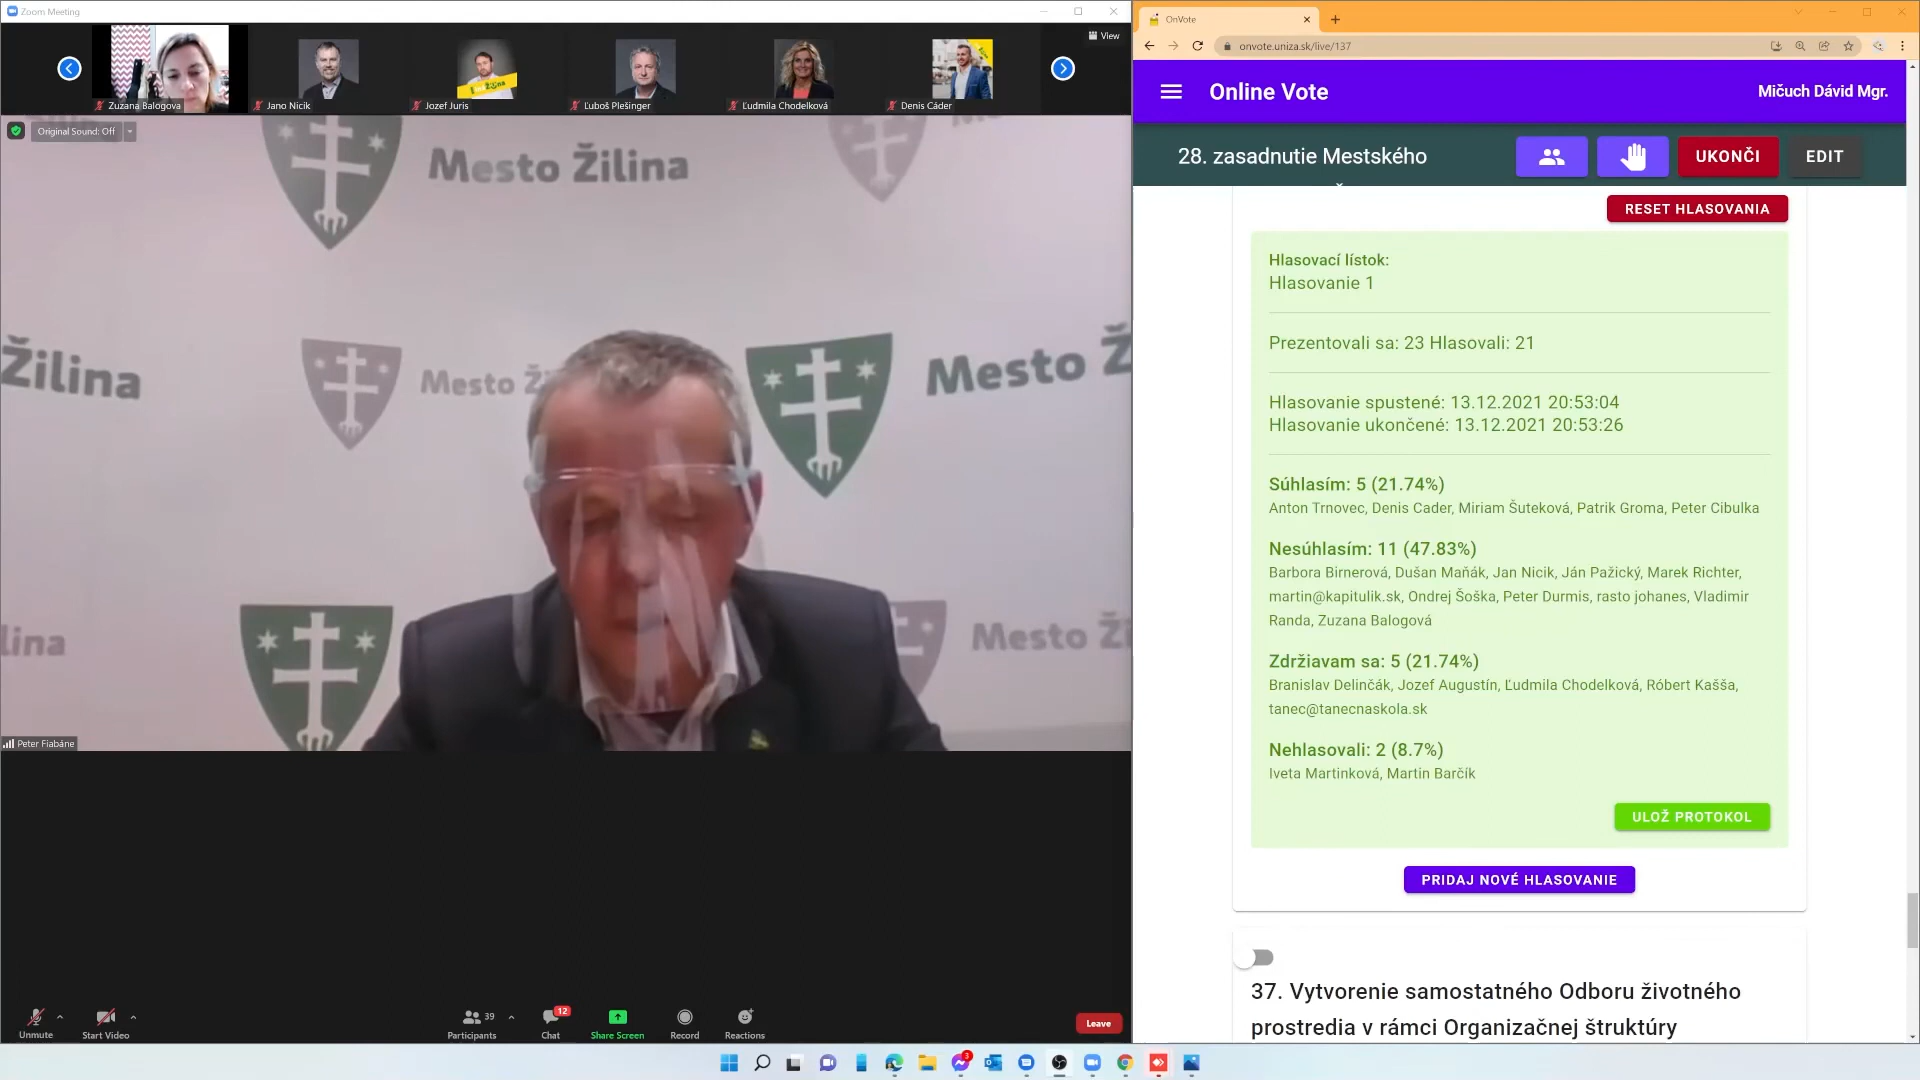 Zoom Meeting
View
Zuzana Balogova
Jano Nicík
Jozef Juris
Ľuboš Plešinger
Ľudmila Chodelková
Denis Cáder
Original Sound: Off
Mesto Žilina
Žilina
Mesto Ži
Mesto Ž
lina
Mesto Ži
Peter Fiabáne
Unmute
Start Video
39
Participants
12
Chat
Share Screen
Record
Reactions
Leave
OnVote
onvote.uniza.sk/live/137
Online Vote
Mičuch Dávid Mgr.
28. zasadnutie Mestského
UKONČI
EDIT
RESET HLASOVANIA
Hlasovací lístok:
Hlasovanie 1
Prezentovali sa: 23 Hlasovali: 21
Hlasovanie spustené: 13.12.2021 20:53:04
Hlasovanie ukončené: 13.12.2021 20:53:26
Súhlasím: 5 (21.74%)
Anton Trnovec, Denis Cader, Miriam Šuteková, Patrik Groma, Peter Cibulka
Nesúhlasím: 11 (47.83%)
Barbora Birnerová, Dušan Maňák, Jan Nicik, Ján Pažický, Marek Richter,
martin@kapitulik.sk, Ondrej Šoška, Peter Durmis, rasto johanes, Vladimir
Randa, Zuzana Balogová
Zdržiavam sa: 5 (21.74%)
Branislav Delinčák, Jozef Augustín, Ľudmila Chodelková, Róbert Kašša,
tanec@tanecnaskola.sk
Nehlasovali: 2 (8.7%)
Iveta Martinková, Martin Barčík
ULOŽ PROTOKOL
PRIDAJ NOVÉ HLASOVANIE
37. Vytvorenie samostatného Odboru životného
prostredia v rámci Organizačnej štruktúry
3